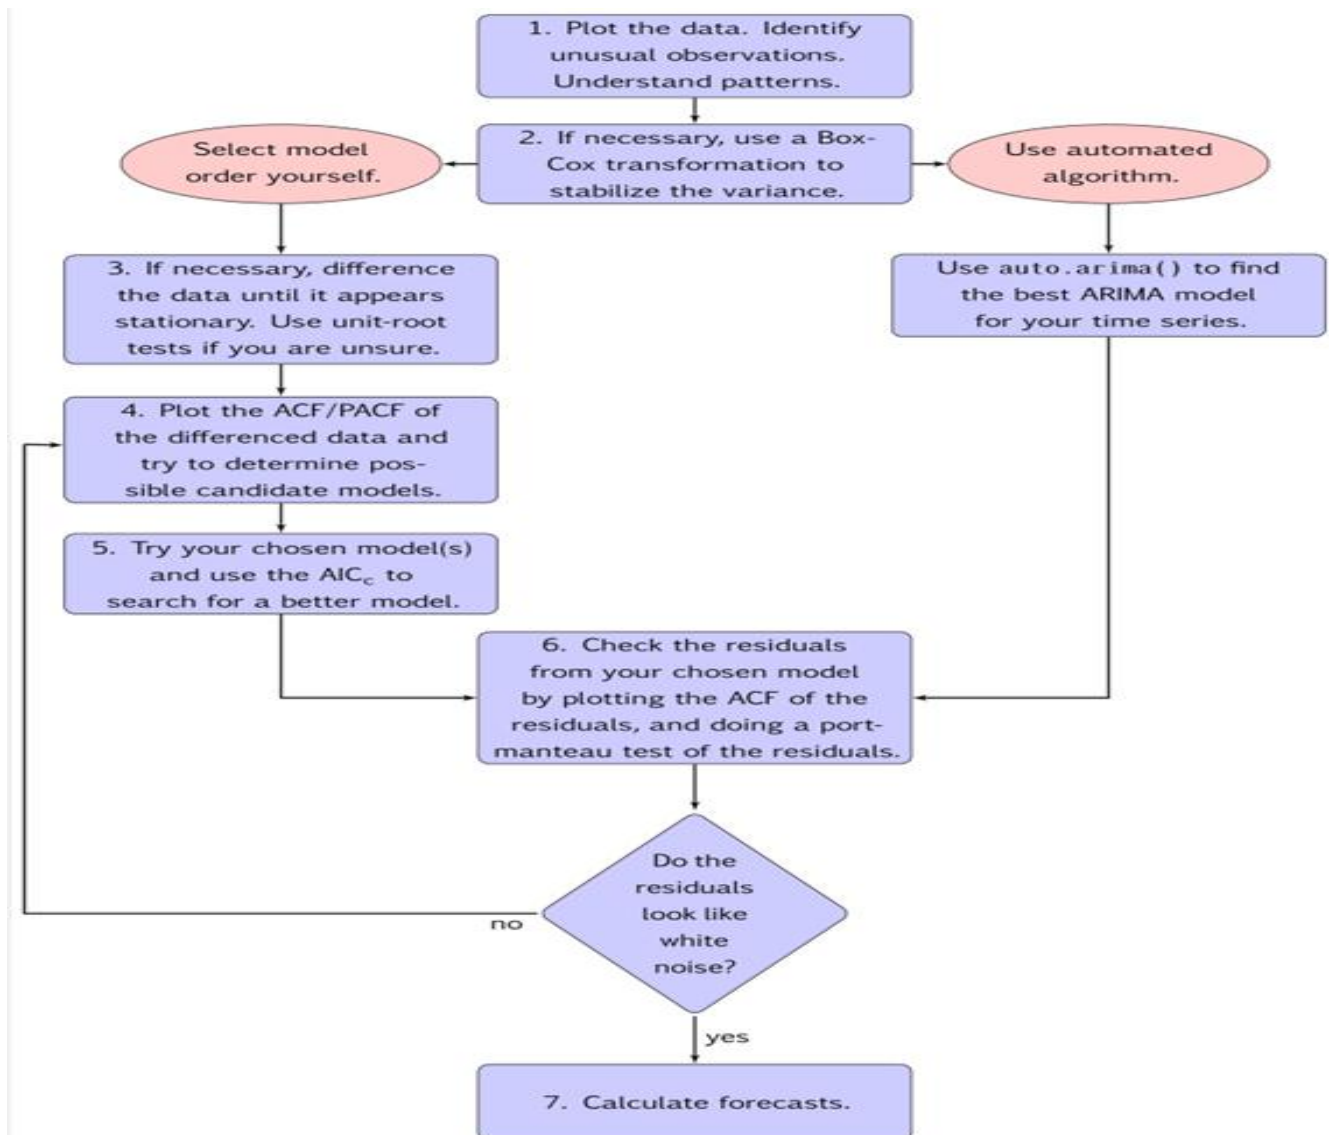 1. Plot the data. Identify
unusual observations.
Understand patterns.
Select model
order yourself.
2. If necessary, use a Box-
Cox transformation to
stabilize the variance.
Use automated
algorithm.
3. If necessary, difference
the data until it appears
stationary. Use unit-root
tests if you are unsure.
Use auto.arima() to find
the best ARIMA model
for your time series.
4. Plot the ACF/PACF of
the differenced data and
try to determine pos-
sible candidate models.
5. Try your chosen model(s)
and use the AICc to
search for a better model.
6. Check the residuals
from your chosen model
by plotting the ACF of the
residuals, and doing a port-
manteau test of the residuals.
Do the
residuals
look like
white
noise?
no
yes
7. Calculate forecasts.